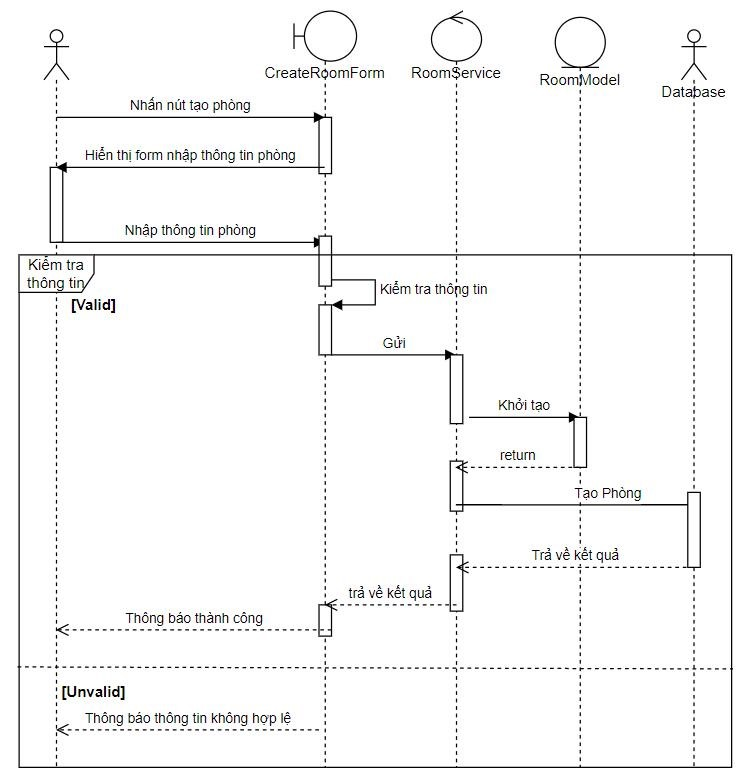 CreateRoomForm
RoomService
RoomModel
Database
Nhấn nút tạo phòng
Hiển thị form nhập thông tin phòng
Nhập thông tin phòng
Kiểm tra
thông tin
[Valid]
Kiểm tra thông tin
Gửi
Khởi tạo
return
Tạo Phòng
Trả về kết quả
trả về kết quả
Thông báo thành công
[Unvalid]
Thông báo thông tin không hợp lê